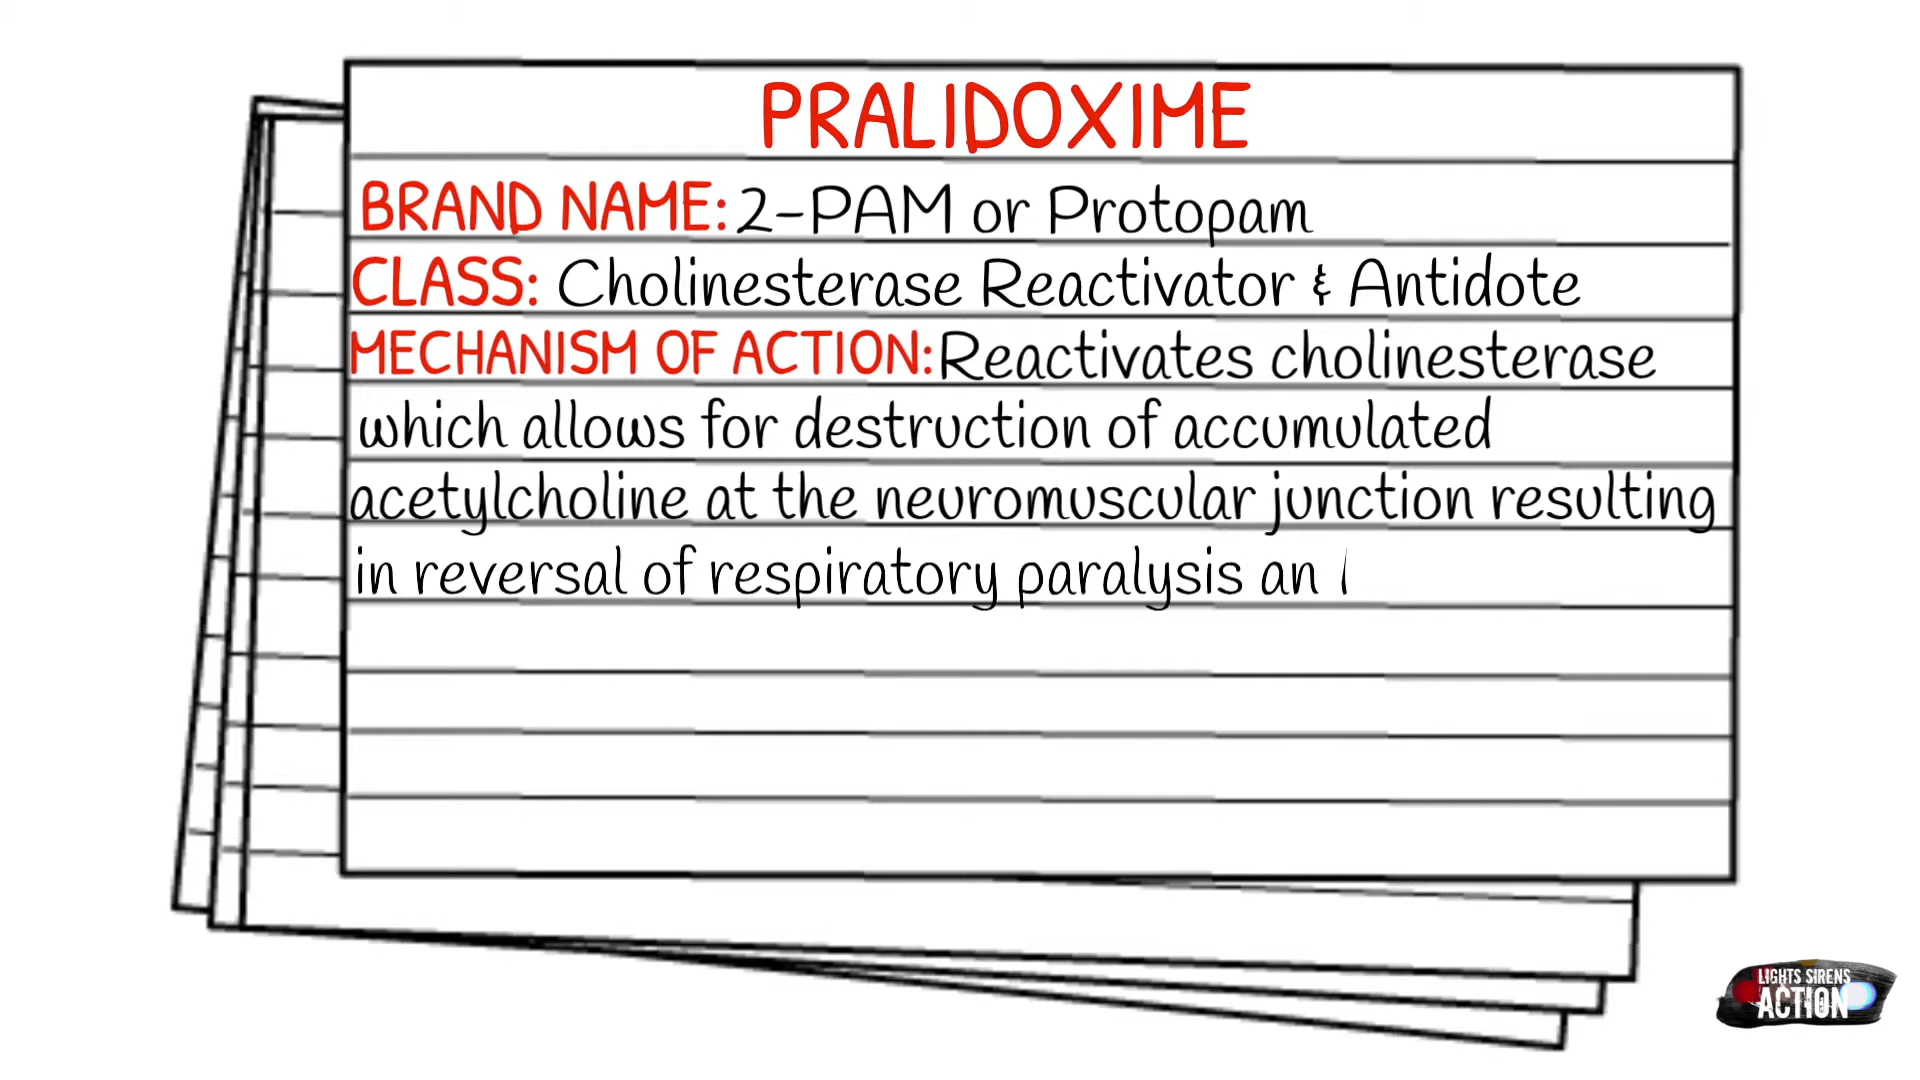 PRALIDOXIME
BRAND NAME: 2-PAM or Protopam
CLASS: Cholinesterase Reactivator & Antidote
MECHANISM OF ACTION: Reactivates cholinesterase
which allows for destruction of accumulated
acetylcholine at the neuromuscular junction resulting
in reversal of respiratory paralysis an
LIGHTS SIRENS
ACTION